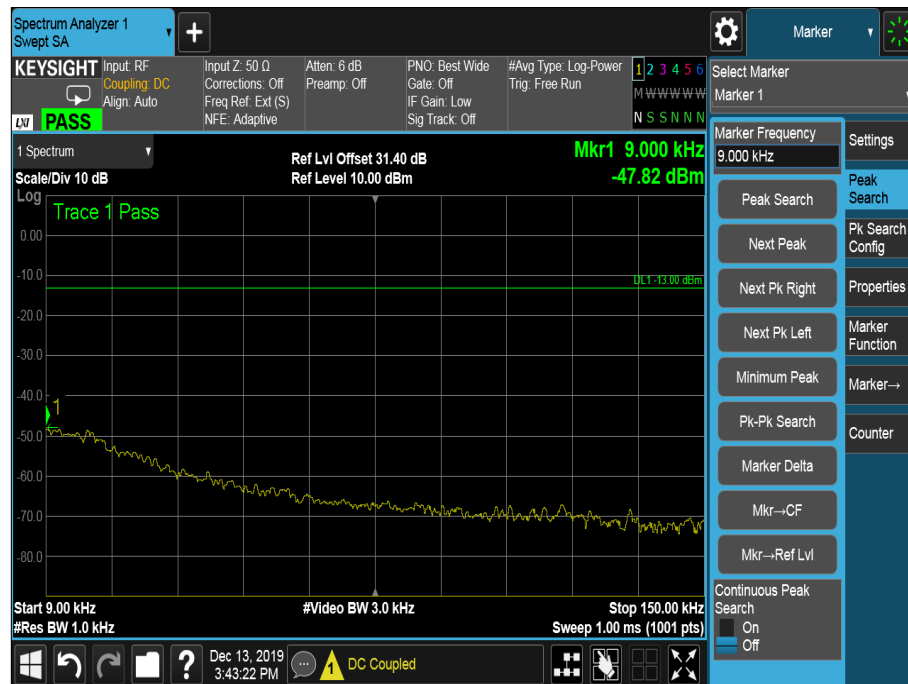 Spectrum Analyzer 1
Swept SA
Marker
KEYSIGHT
Input: RF
Coupling: DC
Align: Auto
Input Z: 50 Ω
Corrections: Off
Freq Ref: Ext (S)
NFE: Adaptive
Atten: 6 dB
Preamp: Off
PNO: Best Wide
Gate: Off
IF Gain: Low
Sig Track: Off
#Avg Type: Log-Power
Trig: Free Run
1 2 3 4 5 6
M W W W W W
N S S N N N
LXI PASS
Select Marker
Marker 1
1 Spectrum
Scale/Div 10 dB
Ref Lvl Offset 31.40 dB
Ref Level 10.00 dBm
Mkr1 9.000 kHz
-47.82 dBm
Log
Trace 1 Pass
0.00
-10.0
DL1 -13.00 dBm
-20.0
-30.0
-40.0
1
-50.0
-60.0
-70.0
-80.0
Start 9.00 kHz
#Video BW 3.0 kHz
Stop 150.00 kHz
#Res BW 1.0 kHz
Sweep 1.00 ms (1001 pts)
Marker Frequency
9.000 kHz
Peak Search
Next Peak
Next Pk Right
Next Pk Left
Minimum Peak
Pk-Pk Search
Marker Delta
Mkr→CF
Mkr→Ref Lvl
Continuous Peak
Search
On
Off
Settings
Peak
Search
Pk Search
Config
Properties
Marker
Function
Marker→
Counter
?
Dec 13, 2019
3:43:22 PM
1
DC Coupled